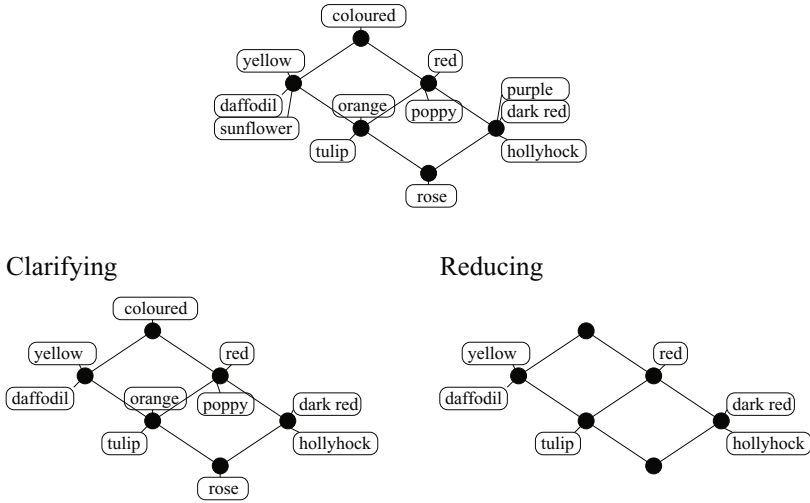 coloured
yellow
red
daffodil
sunflower
orange
poppy
purple
dark red
tulip
hollyhock
rose
Clarifying
coloured
yellow
red
daffodil
orange
poppy
dark red
tulip
hollyhock
rose
Reducing
yellow
red
daffodil
dark red
tulip
hollyhock